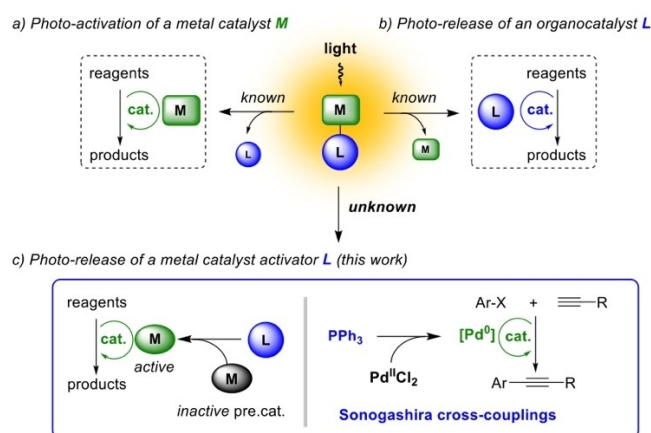 a) Photo-activation of a metal catalyst M
b) Photo-release of an organocatalyst L
light
reagents
cat.
M
products
known
L
M
L
known
M
reagents
L
cat.
products
unknown
c) Photo-release of a metal catalyst activator L (this work)
reagents
cat.
M
active
products
L
M
inactive pre.cat.
PPh3
PdIICl2
Ar-X + R
[Pd0]
cat.
Ar R
Sonogashira cross-couplings